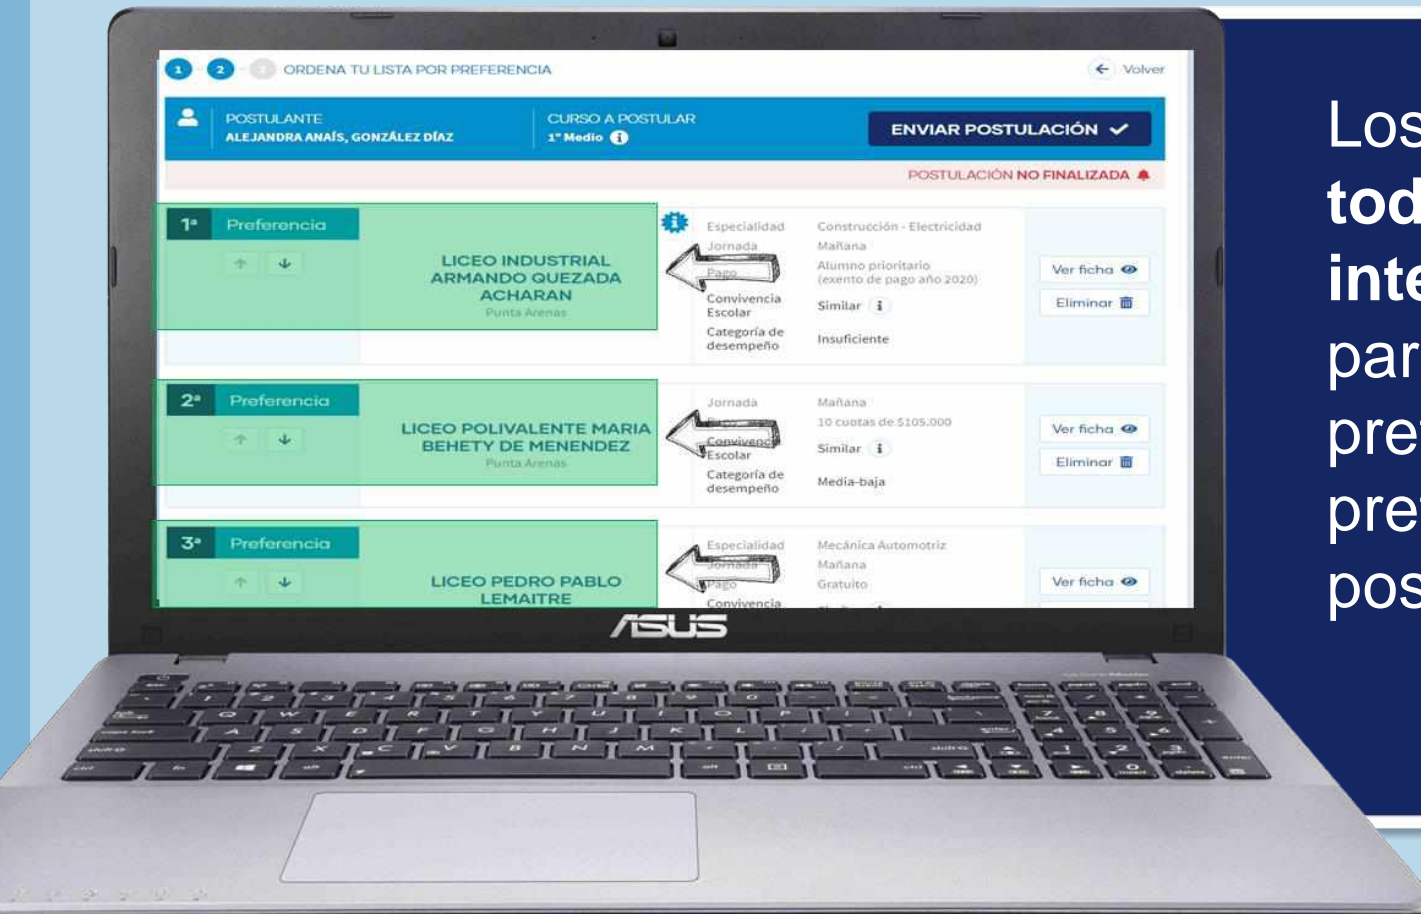 1 2 ORDENA TU LISTA POR PREFERENCIA
Volver
POSTULANTE
ALEJANDRA ANAÍS, GONZÁLEZ DÍAZ
CURSO A POSTULAR
1° Medio i
ENVIAR POSTULACIÓN
POSTULACIÓN NO FINALIZADA
1ª Preferencia
LICEO INDUSTRIAL
ARMANDO QUEZADA
ACHARAN
Punta Arenas
Especialidad Construcción - Electricidad
Jornada Mañana
Pago Alumno prioritario
(exento de pago año 2020)
Convivencia
Escolar Similar i
Categoría de
desempeño Insuficiente
Ver ficha
Eliminar
2ª Preferencia
LICEO POLIVALENTE MARIA
BEHETY DE MENENDEZ
Punta Arenas
Jornada Mañana
10 cuotas de $105.000
Convivencia
Escolar Similar i
Categoría de
desempeño Media-baja
Ver ficha
Eliminar
3ª Preferencia
LICEO PEDRO PABLO
LEMAITRE
Especialidad Mecánica Automotriz
Jornada Mañana
Pago Gratuito
Convivencia
Ver ficha
ASUS
Los
tod
inte
par
pre
pre
pos